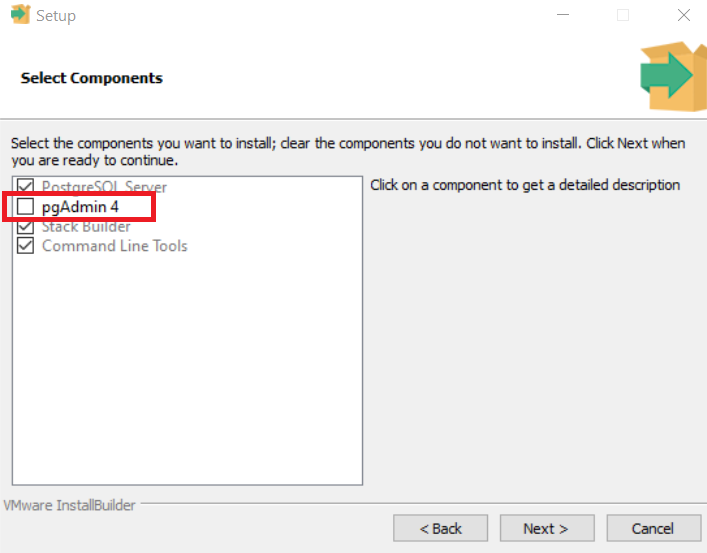 Setup
Select Components
Select the components you want to install; clear the components you do not want to install. Click Next when
you are ready to continue.
PostgreSQL Server
pgAdmin 4
Stack Builder
Command Line Tools
Click on a component to get a detailed description
VMware InstallBuilder
< Back
Next >
Cancel